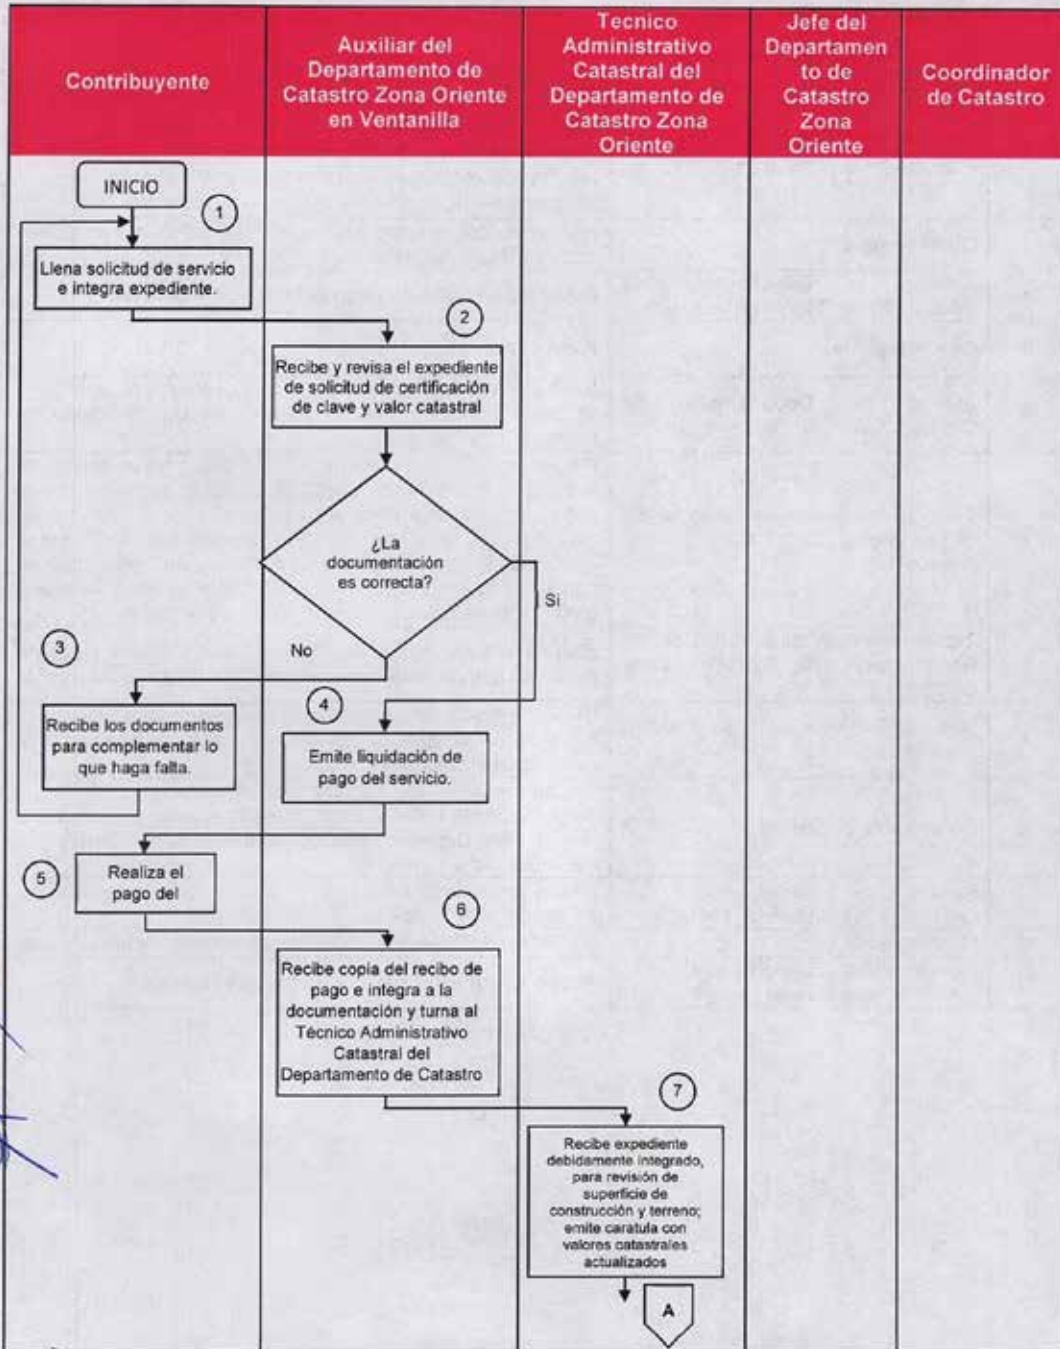 Contribuyente
Auxiliar del
Departamento de
Catastro Zona Oriente
en Ventanilla
Tecnico
Administrativo
Catastral del
Departamento de
Catastro Zona
Oriente
Jefe del
Departamen
to de
Catastro
Zona
Oriente
Coordinador
de Catastro
INICIO
1
Llena solicitud de servicio
e integra expediente.
2
Recibe y revisa el expediente
de solicitud de certificación
de clave y valor catastral
¿La
documentación
es correcta?
Si
No
3
Recibe los documentos
para complementar lo
que haga falta.
4
Emite liquidación de
pago del servicio.
5
Realiza el
pago del
6
Recibe copia del recibo de
pago e integra a la
documentación y turna al
Técnico Administrativo
Catastral del
Departamento de Catastro
7
Recibe expediente
debidamente integrado,
para revisión de
superficie de
construcción y terreno;
emite caratula con
valores catastrales
actualizados
A